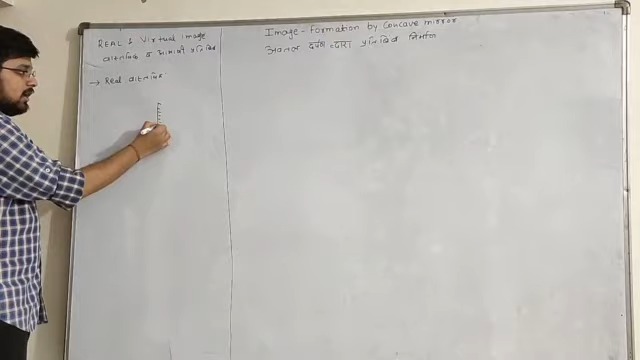 REAL & Virtual image
वास्तविक व आभासी प्रतिबिंब
→ Real वास्तविक
Image - Formation by Concave mirror
अवतल दर्पण द्वारा प्रतिबिंब निर्माण